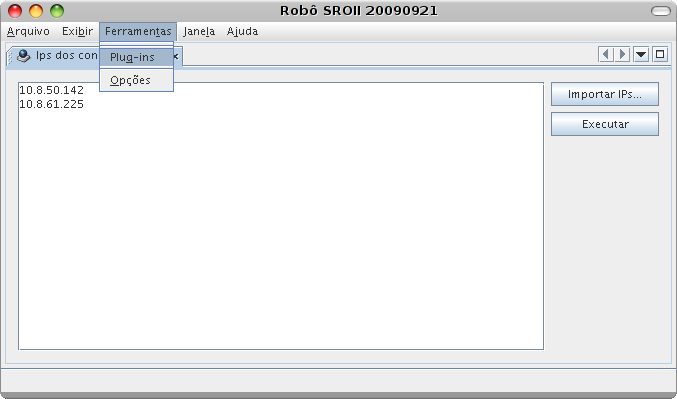 Robô SROII 20090921
Arquivo Exibir Ferramentas Janela Ajuda
Ips dos con
Plug-ins
Opções
10.8.50.142
10.8.61.225
Importar IPs...
Executar